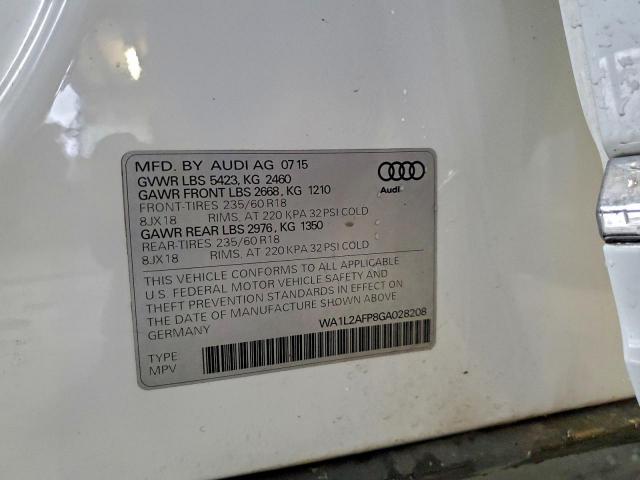 MFD. BY AUDI AG 07 15
GVWR LBS 5423, KG 2460
GAWR FRONT LBS 2668, KG 1210
FRONT-TIRES 235/60 R18
8JX18 RIMS, AT 220 KPA 32 PSI COLD
GAWR REAR LBS 2976, KG 1350
REAR-TIRES 235/60 R18
8JX18 RIMS, AT 220 KPA 32 PSI COLD
THIS VEHICLE CONFORMS TO ALL APPLICABLE
U.S. FEDERAL MOTOR VEHICLE SAFETY AND
THEFT PREVENTION STANDARDS IN EFFECT ON
THE DATE OF MANUFACTURE SHOWN ABOVE.
GERMANY
WA1L2AFP8GA028208
TYPE
MPV
Audi